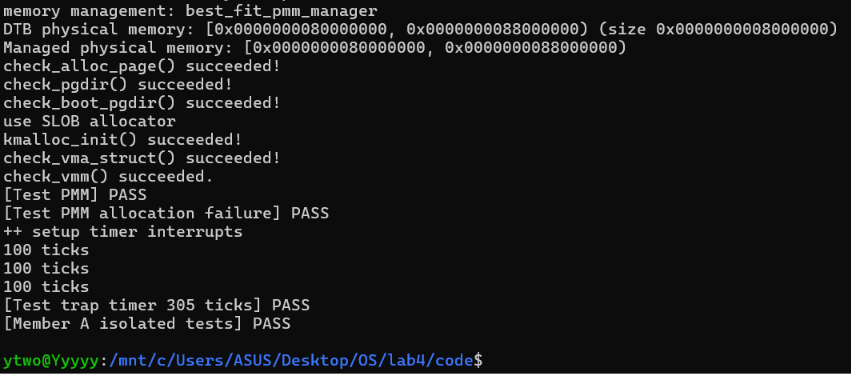 memory management: best_fit_pmm_manager
DTB physical memory: [0x0000000080000000, 0x0000000088000000) (size 0x0000000008000000)
Managed physical memory: [0x0000000080000000, 0x0000000088000000)
check_alloc_page() succeeded!
check_pgdir() succeeded!
check_boot_pgdir() succeeded!
use SLOB allocator
kmalloc_init() succeeded!
check_vma_struct() succeeded!
check_vmm() succeeded.
[Test PMM] PASS
[Test PMM allocation failure] PASS
++ setup timer interrupts
100 ticks
100 ticks
100 ticks
[Test trap timer 305 ticks] PASS
[Member A isolated tests] PASS
ytwo@Yyyyy:/mnt/c/Users/ASUS/Desktop/OS/lab4/code$